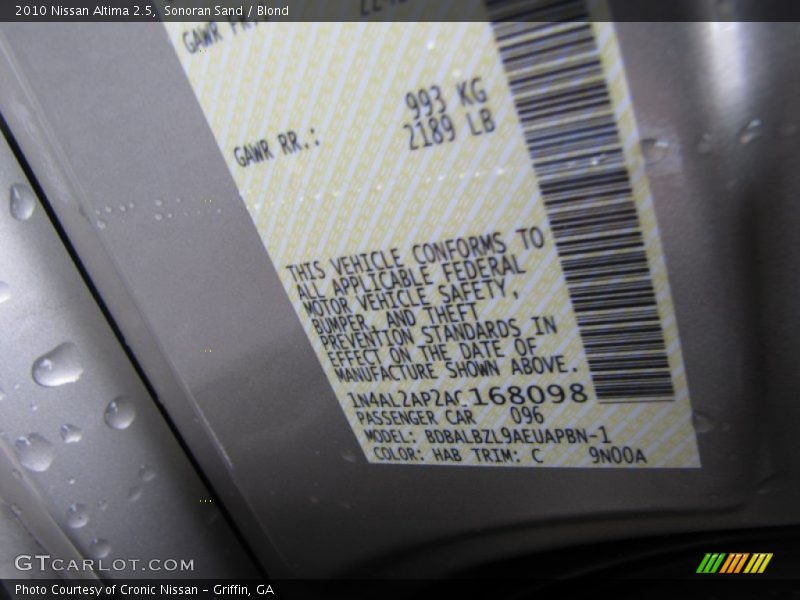 2010 Nissan Altima 2.5, Sonoran Sand / Blond
GAWR
GAWR RR.: 993 KG
2189 LB
THIS VEHICLE CONFORMS TO
ALL APPLICABLE FEDERAL
MOTOR VEHICLE SAFETY,
BUMPER, AND THEFT
PREVENTION STANDARDS IN
EFFECT ON THE DATE OF
MANUFACTURE SHOWN ABOVE.
1N4AL2AP2AC168098
PASSENGER CAR 096
MODEL: BDBALBZL9AEUAPBN-1
COLOR: HAB TRIM: C 9N00A
GTCARLOT.COM
Photo Courtesy of Cronic Nissan - Griffin, GA